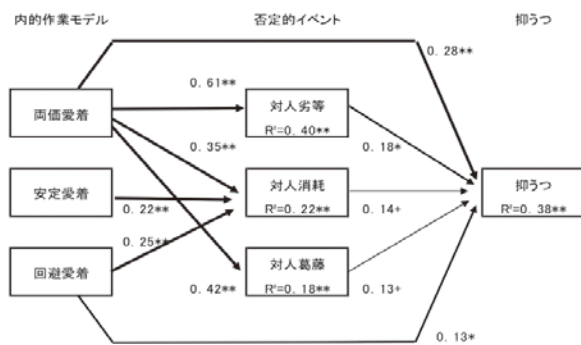 内的作業モデル
否定的イベント
抑うつ
0.28**
0.61**
両価愛着
対人劣等
R²=0.40**
0.35**
0.18*
安定愛着
対人消耗
R²=0.22**
抑うつ
R²=0.38**
0.22**
0.14+
0.25**
回避愛着
対人葛藤
R²=0.18**
0.42**
0.13+
0.13*